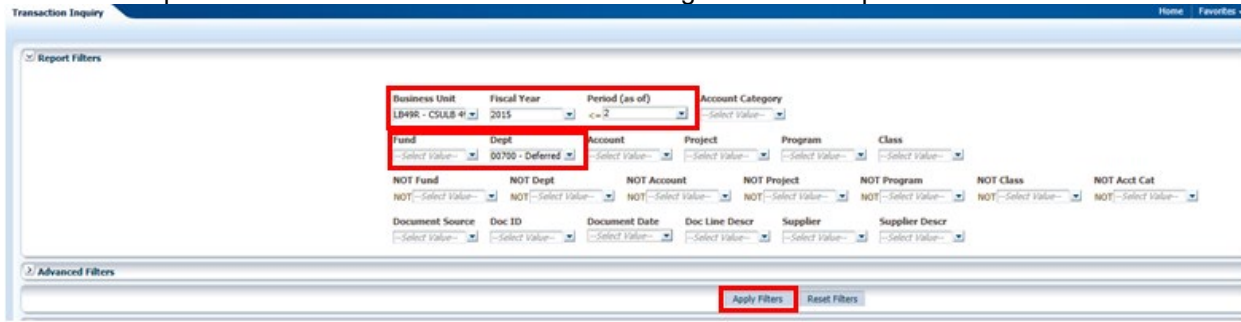 Transaction Inquiry Home Favorites
Report Filters
Business Unit Fiscal Year Period (as of) Account Category
LB49R - CSULB 4 2015 <= 2 --Select Value--
Fund Dept Account Project Program Class
--Select Value-- 00700 - Deferred --Select Value-- --Select Value-- --Select Value-- --Select Value--
NOT Fund NOT Dept NOT Account NOT Project NOT Program NOT Class NOT Acct Cat
NOT --Select Value-- NOT --Select Value-- NOT --Select Value-- NOT --Select Value-- NOT --Select Value-- NOT --Select Value-- NOT --Select Value--
Document Source Doc ID Document Date Doc Line Descr Supplier Supplier Descr
--Select Value-- --Select Value-- --Select Value-- --Select Value-- --Select Value-- --Select Value--
Advanced Filters
Apply Filters Reset Filters